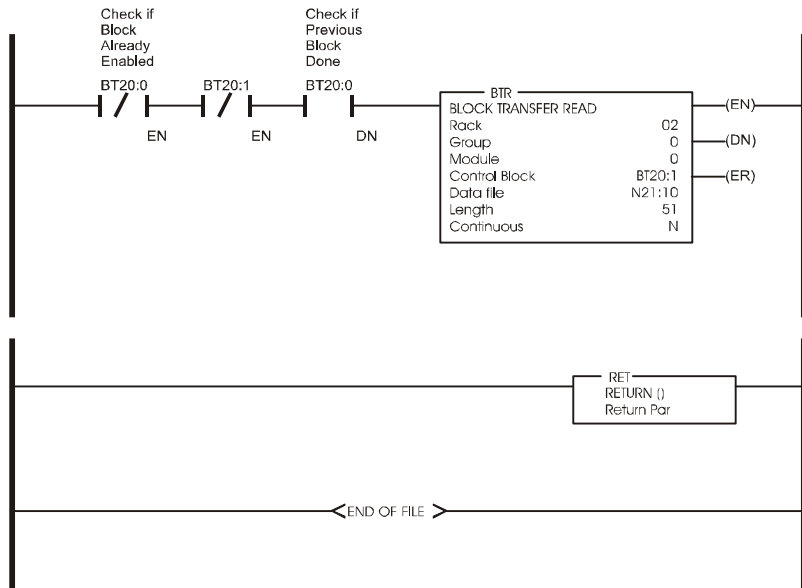 Check if
Block
Already
Enabled
Check if
Previous
Block
Done
BT20:0 BT20:1 BT20:0
EN EN DN
BTR
BLOCK TRANSFER READ
Rack 02
Group 0
Module 0
Control Block BT20:1
Data file N21:10
Length 51
Continuous N
(EN)
(DN)
(ER)
RET
RETURN ()
Return Par
END OF FILE